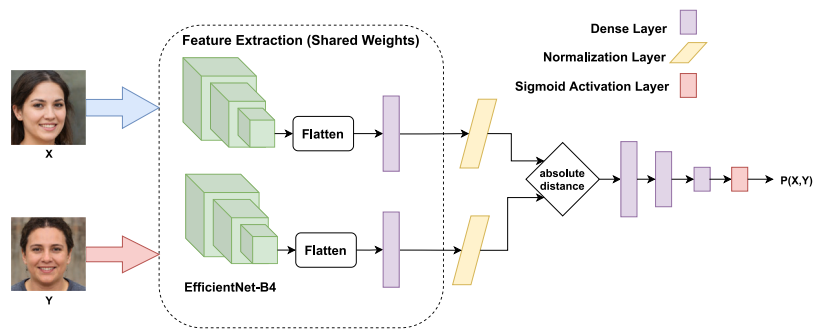 Feature Extraction (Shared Weights)
Dense Layer
Normalization Layer
Sigmoid Activation Layer
X
Flatten
absolute
distance
P(X,Y)
Flatten
EfficientNet-B4
Y